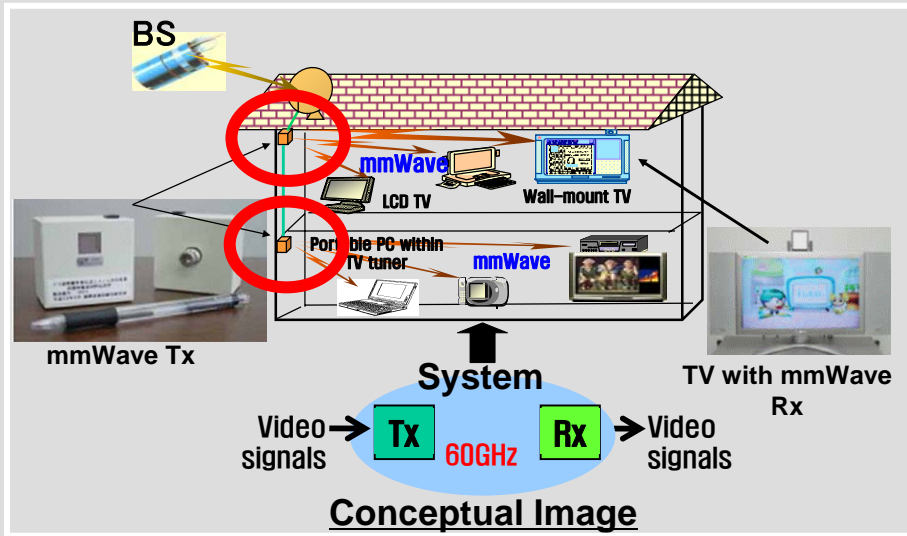 BS
mmWave
LCD TV
Wall-mount TV
Portable PC within
TV tuner
mmWave
mmWave Tx
TV with mmWave
Rx
System
Video
signals
Tx
60GHz
Rx
Video
signals
Conceptual Image